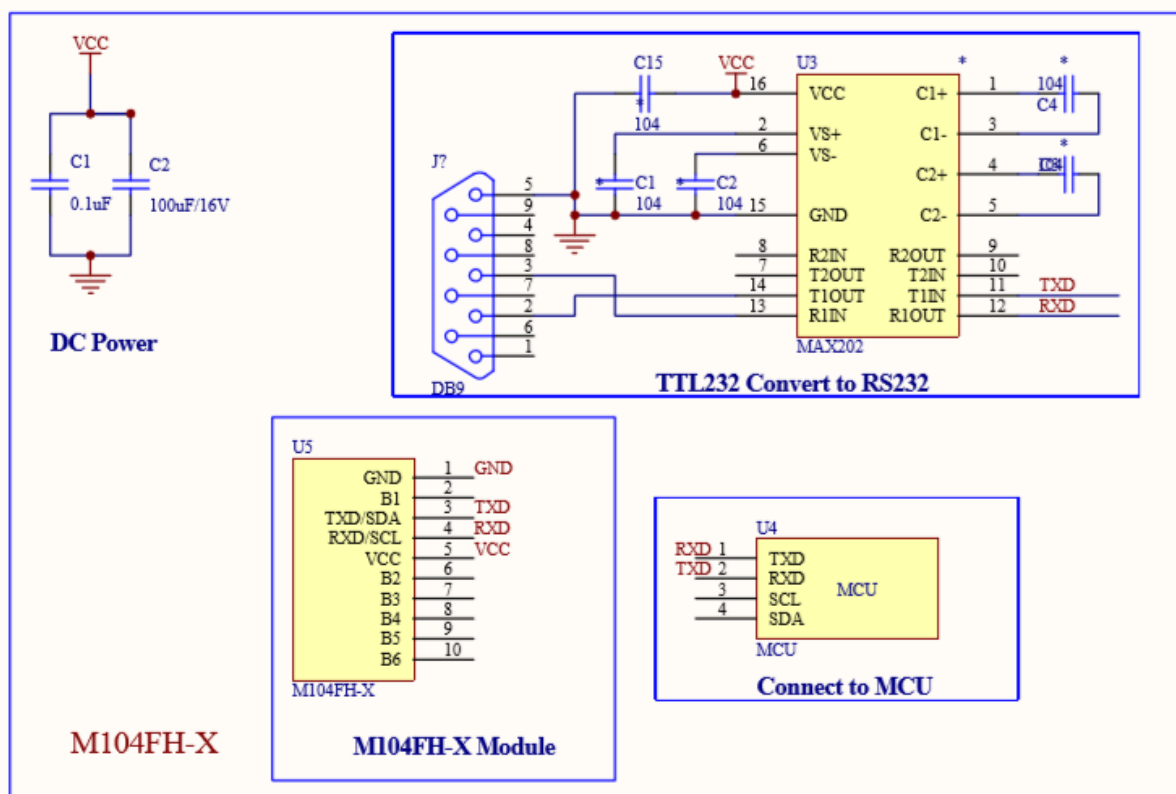 VCC
C1
0.1uF
C2
100uF/16V
DC Power
J?
5
9
4
8
3
7
2
6
1
DB9
C15
*
104
VCC
*
C1
104
*
C2
104
U3
*
16
VCC
2
VS+
6
VS-
15
GND
8
R2IN
7
T2OUT
14
T1OUT
13
R1IN
C1+
1
C1-
3
C2+
4
C2-
5
R2OUT
9
T2IN
10
T1IN
11
TXD
R1OUT
12
RXD
*
104
C4
*
MAX202
TTL232 Convert to RS232
U5
GND
1
GND
B1
2
TXD/SDA
3
TXD
RXD/SCL
4
RXD
VCC
5
VCC
B2
6
B3
7
B4
8
B5
9
B6
10
M104FH-X
M104FH-X Module
U4
RXD
1
TXD
TXD
2
RXD
3
SCL
4
SDA
MCU
MCU
Connect to MCU
M104FH-X